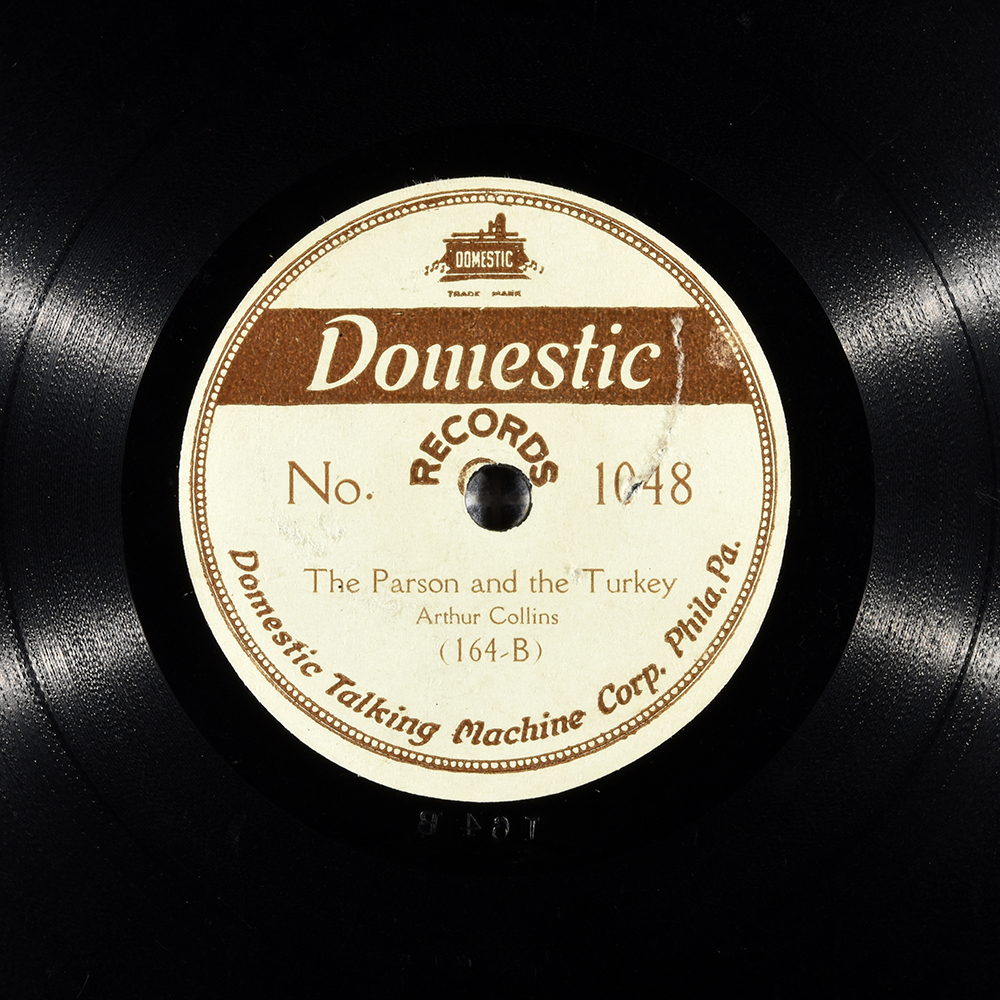 DOMESTIC
TRADE MARK
Domestic
RECORDS
No. 1048
The Parson and the Turkey
Arthur Collins
(164-B)
Domestic Talking Machine Corp. Phila, Pa.
164 B